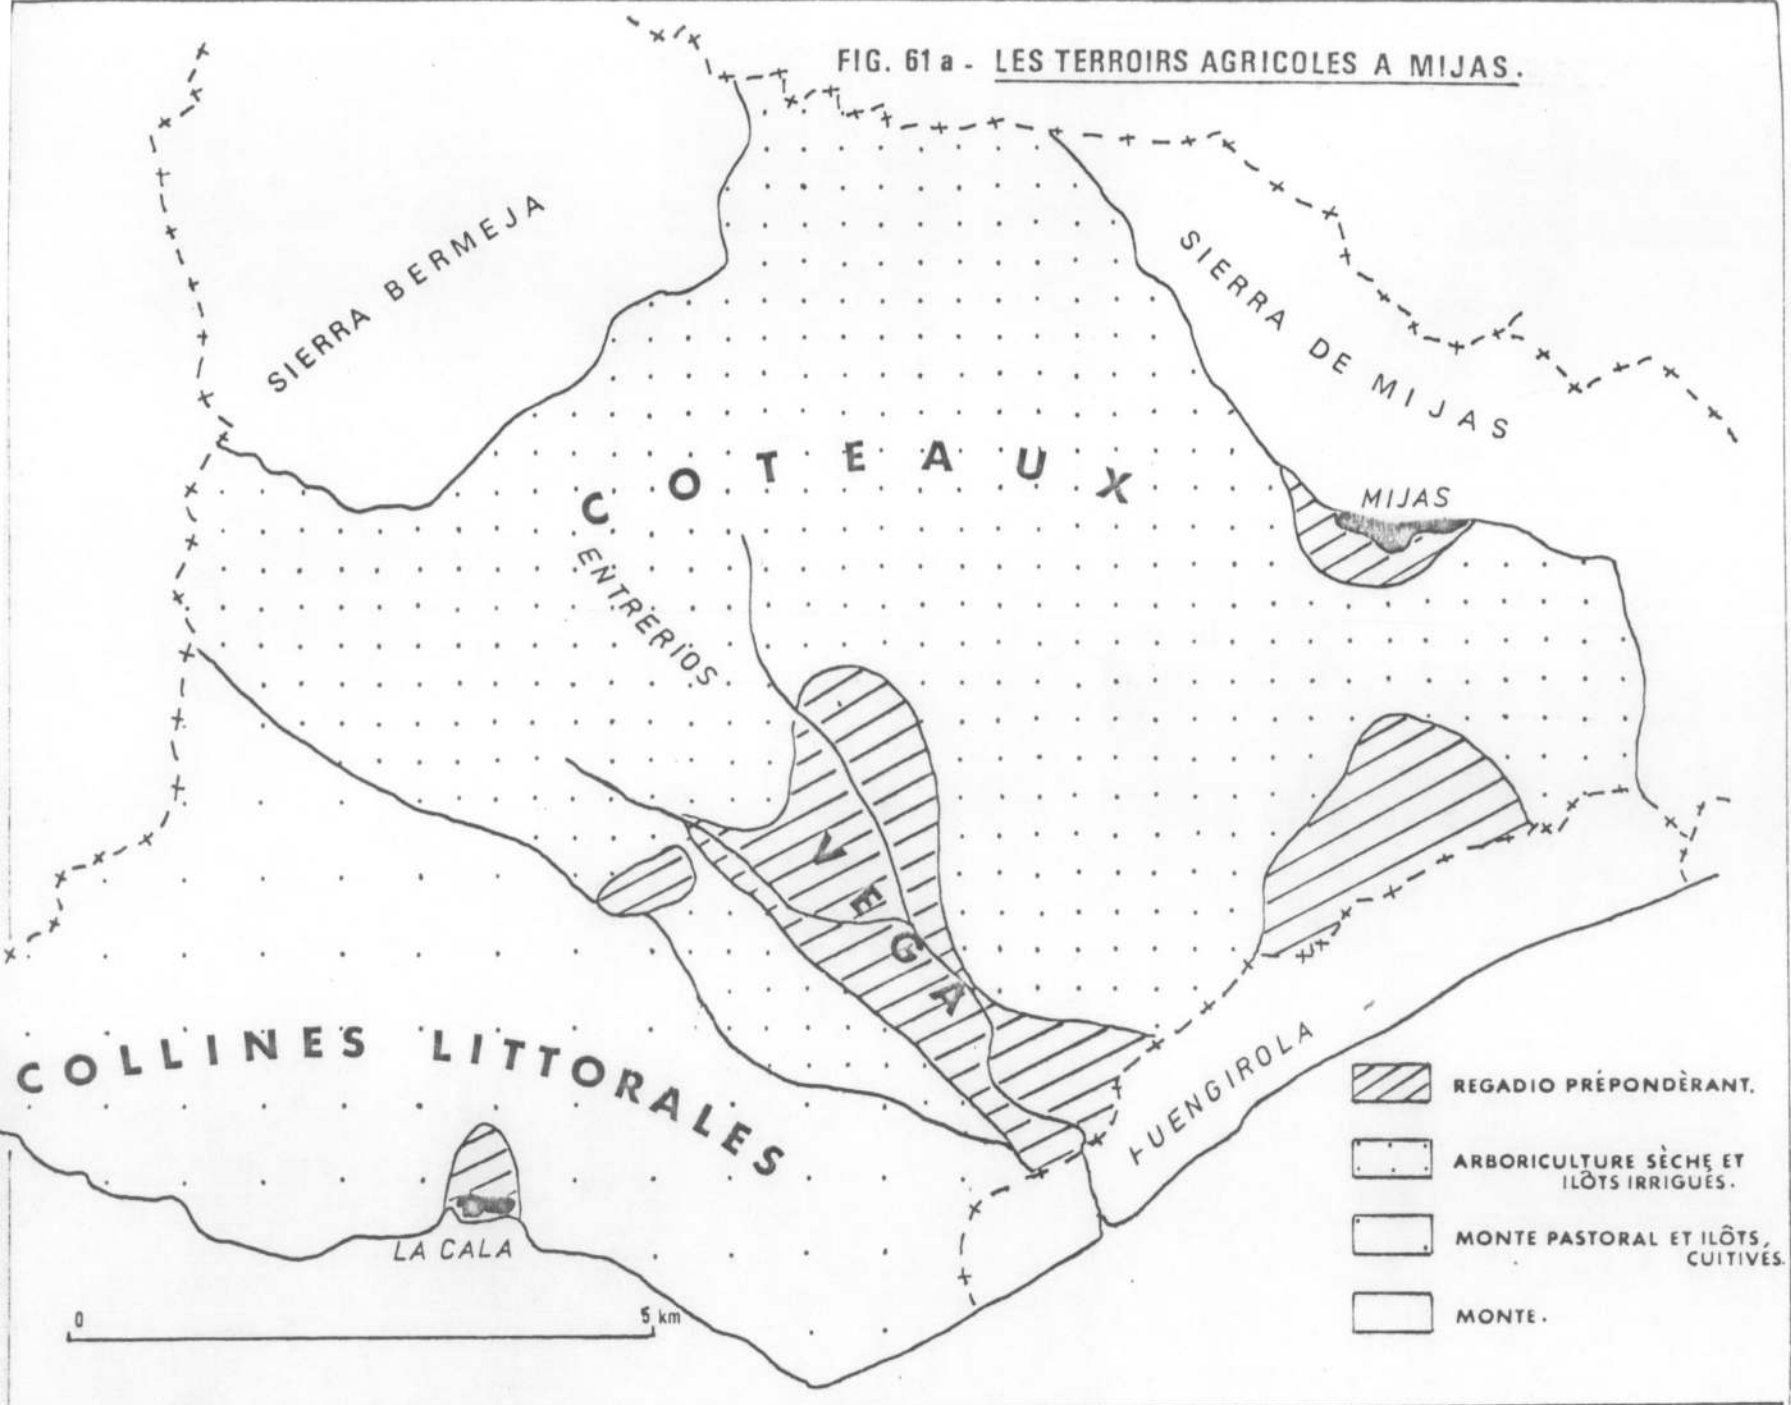 FIG. 61 a - LES TERROIRS AGRICOLES A MIJAS.
SIERRA BERMEJA
SIERRA DE MIJAS
COTEAUX
MIJAS
ENTRERIOS
VEGA
COLLINES LITTORALES
FUENGIROLA
LA CALA
0 5 km
REGADIO PRÉPONDÈRANT.
ARBORICULTURE SÈCHE ET
ILÔTS IRRIGUÉS.
MONTE PASTORAL ET ILÔTS,
CUITIVÉS.
MONTE.